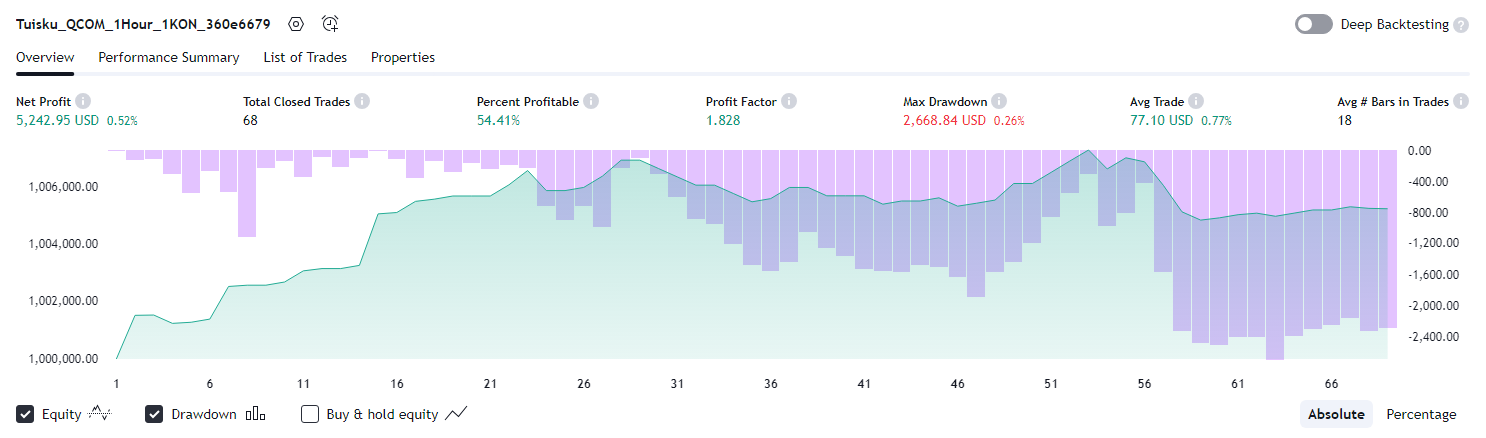 Tuisku_QCOM_1Hour_1KON_360e6679 Deep Backtesting ?
Overview Performance Summary List of Trades Properties
Net Profit Total Closed Trades Percent Profitable Profit Factor Max Drawdown Avg Trade Avg # Bars in Trades
5,242.95 USD 0.52% 68 54.41% 1.828 2,668.84 USD 0.26% 77.10 USD 0.77% 18
0.00
1,006,000.00 -400.00
-800.00
1,004,000.00 -1,200.00
-1,600.00
1,002,000.00 -2,000.00
-2,400.00
1,000,000.00
1 6 11 16 21 26 31 36 41 46 51 56 61 66
Equity Drawdown Buy & hold equity Absolute Percentage